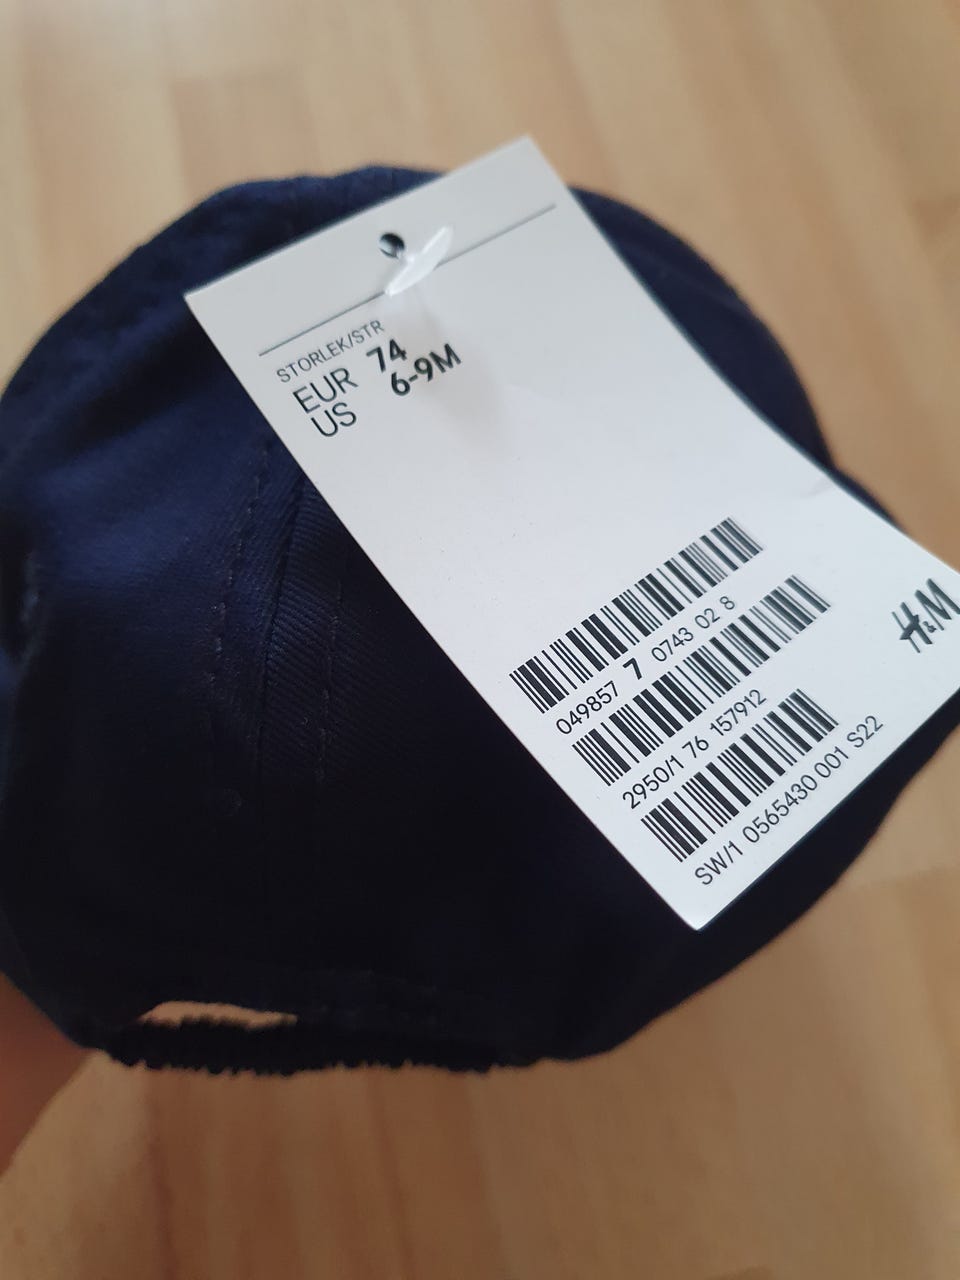 STORLEK/STR
EUR 74
US 6-9M
049857 7 0743 02 8
2950/1 76 157912
SW/1 0565430 001 S22
H&M